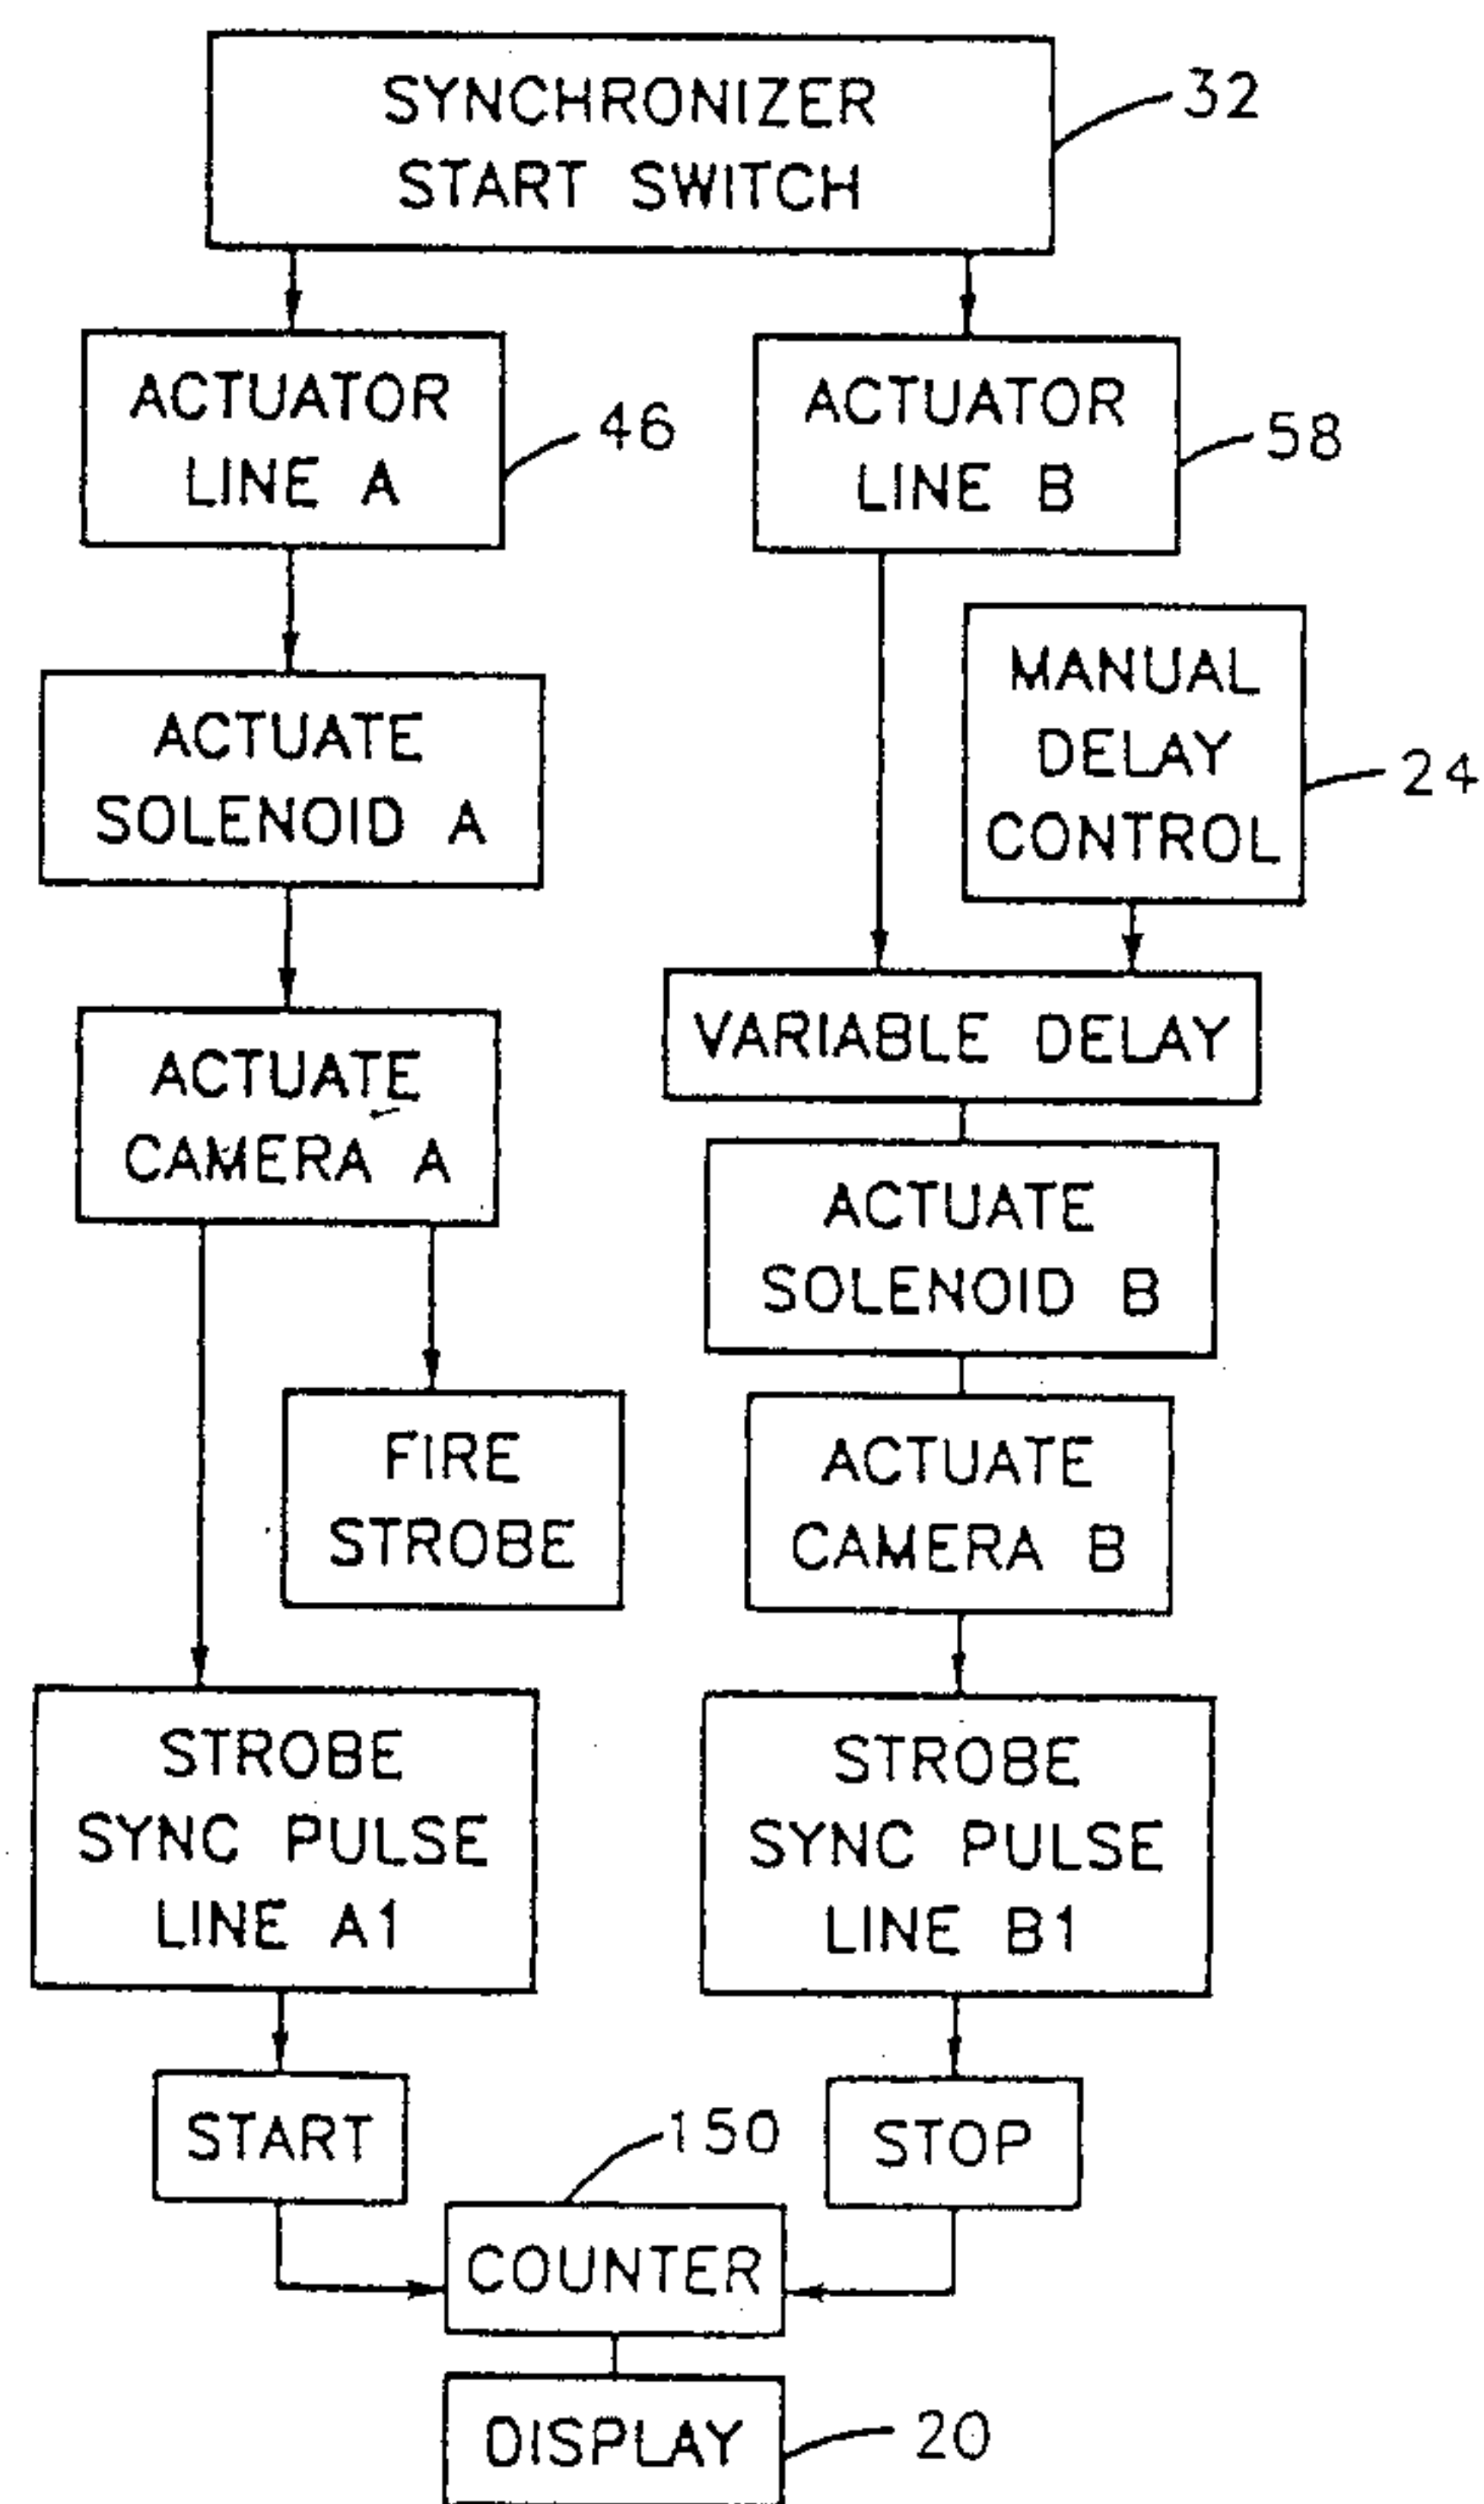 SYNCHRONIZER
START SWITCH
32
ACTUATOR
LINE A
46
ACTUATOR
LINE B
58
MANUAL
DELAY
CONTROL
24
ACTUATE
SOLENOID A
VARIABLE DELAY
ACTUATE
CAMERA A
ACTUATE
SOLENOID B
FIRE
STROBE
ACTUATE
CAMERA B
STROBE
SYNC PULSE
LINE A1
STROBE
SYNC PULSE
LINE B1
START
150
STOP
COUNTER
DISPLAY
20